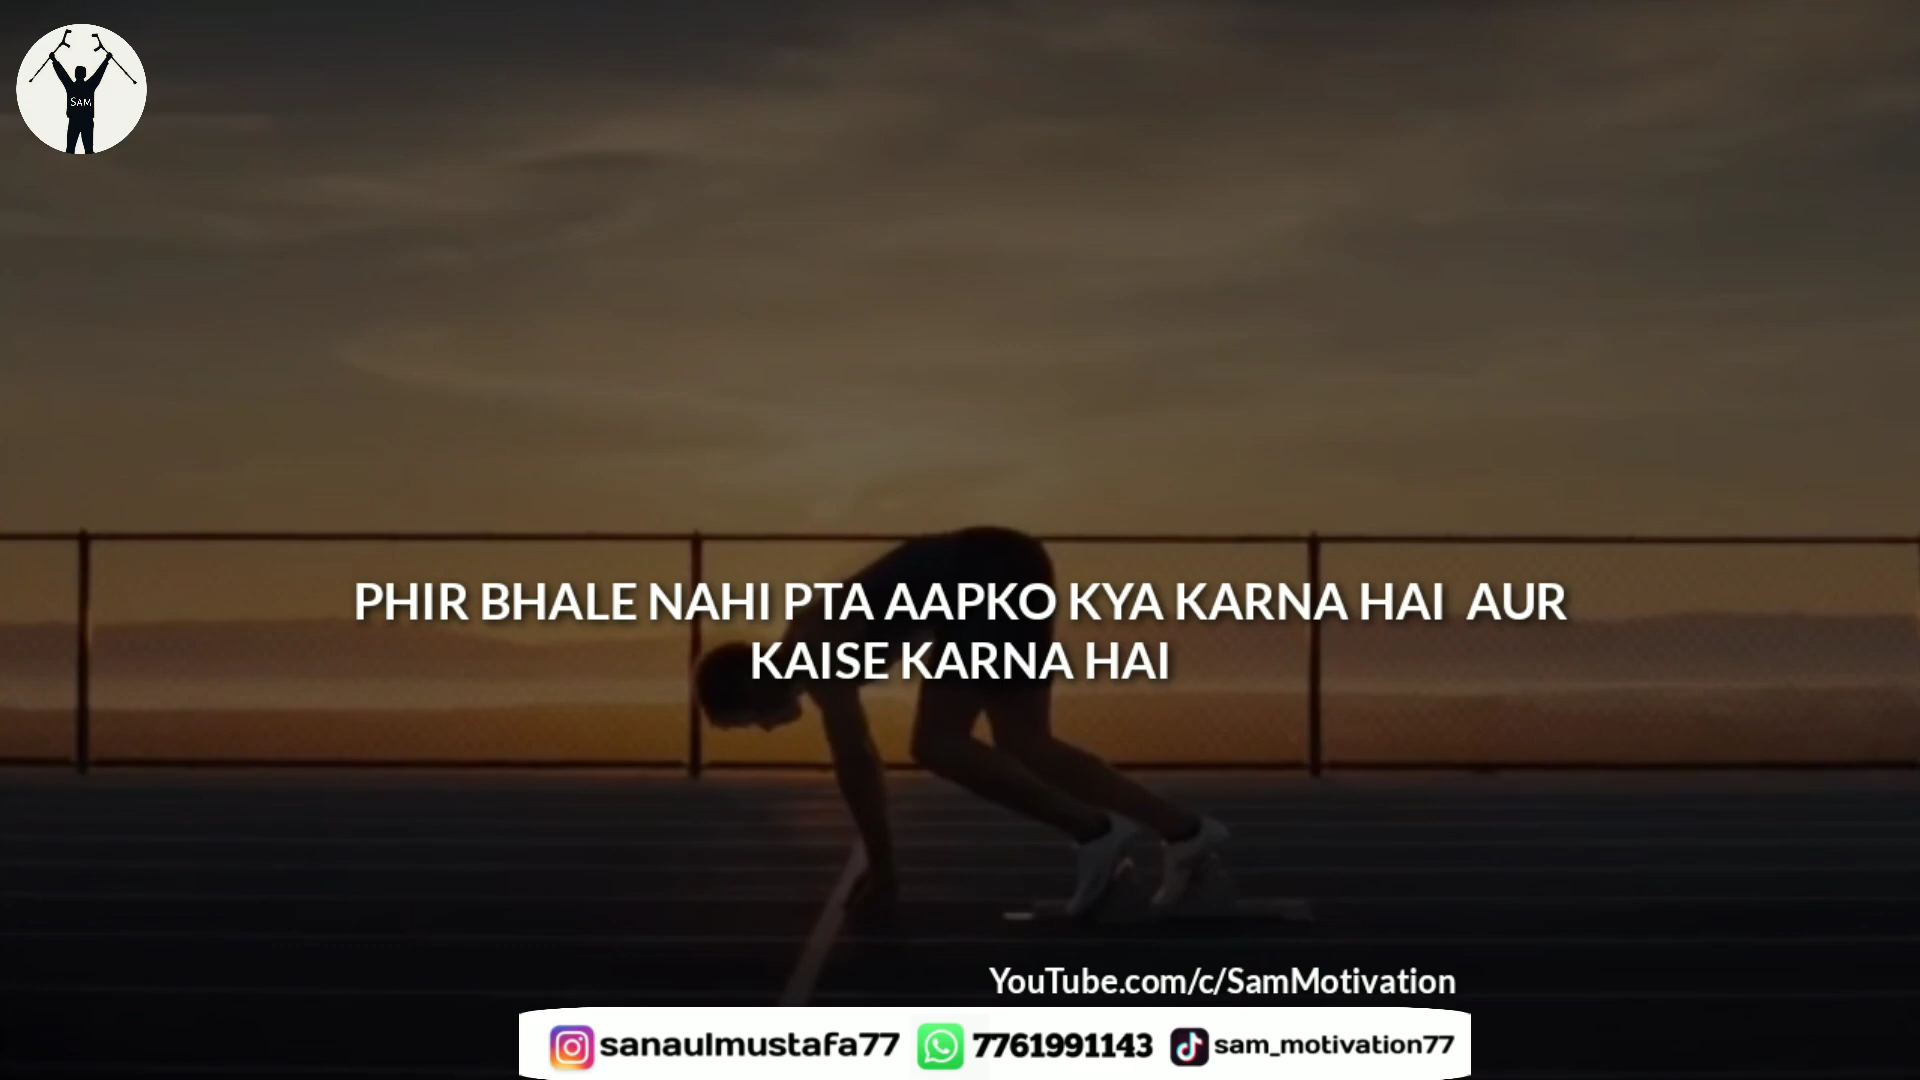 SAM
PHIR BHALE NAHI PTA AAPKO KYA KARNA HAI  AUR
KAISE KARNA HAI
YouTube.com/c/SamMotivation
sanaulmustafa77 7761991143 sam_motivation77